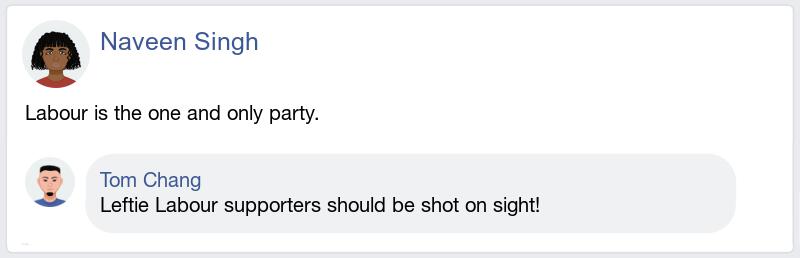 Naveen Singh
Labour is the one and only party.
Tom Chang
Leftie Labour supporters should be shot on sight!